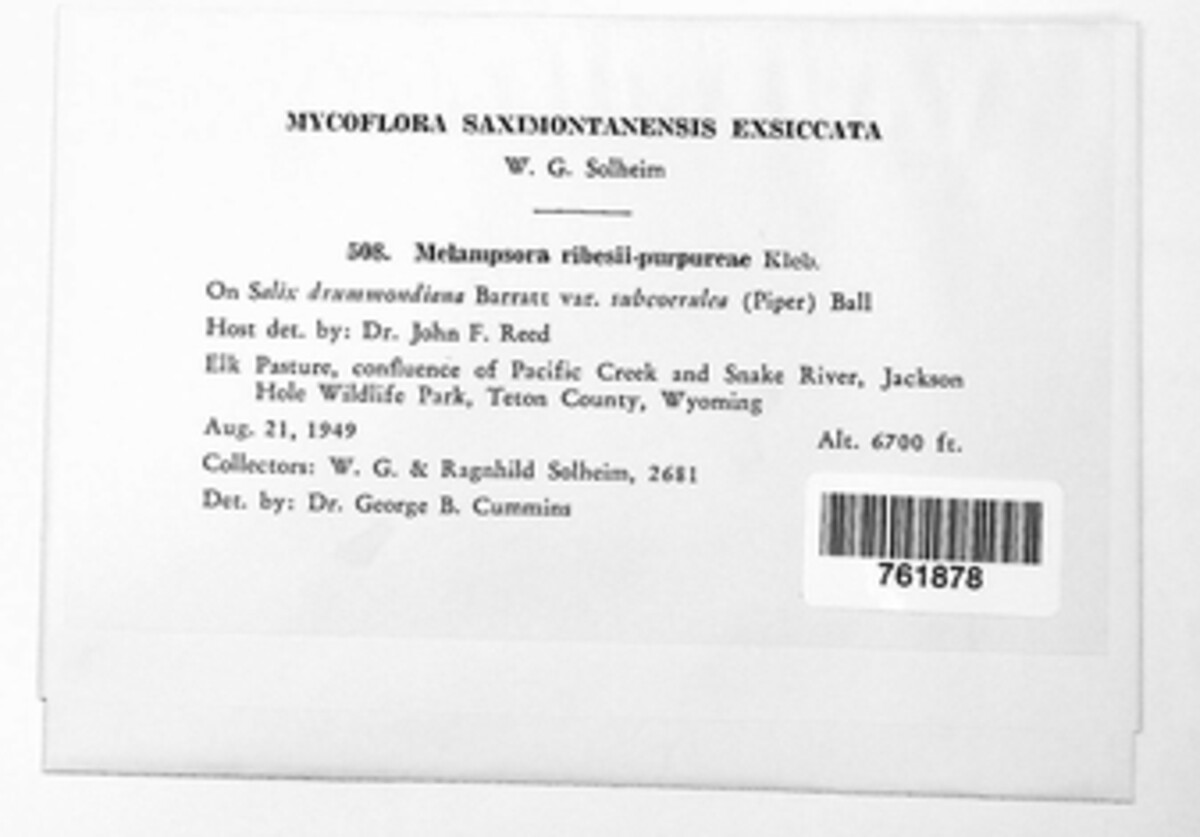 MYCOFLORA SAXIMONTANENSIS EXSICCATA
W. G. Solheim
508. Melampsora ribesii-purpureae Kleb.
On Salix drummondiana Barratt var. subcoerulea (Piper) Ball
Host det. by: Dr. John F. Reed
Elk Pasture, confluence of Pacific Creek and Snake River, Jackson
Hole Wildlife Park, Teton County, Wyoming
Aug. 21, 1949 Alt. 6700 ft.
Collectors: W. G. & Ragnhild Solheim, 2681
Det. by: Dr. George B. Cummins
761878